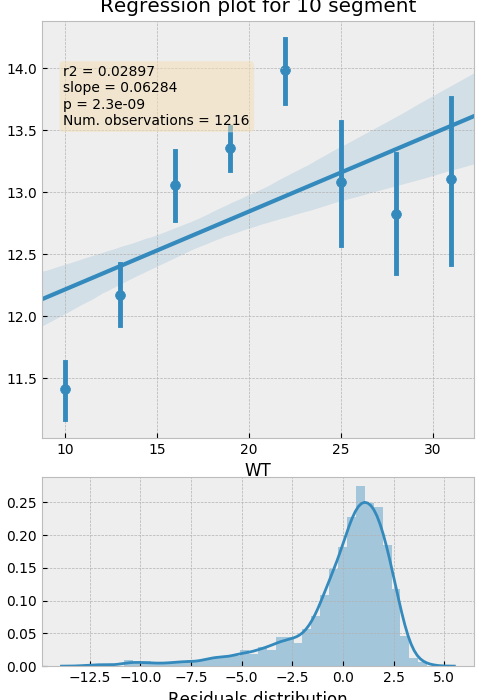 Regression plot for 10 segment
14.0
r2 = 0.02897
slope = 0.06284
p = 2.3e-09
Num. observations = 1216
13.5
13.0
12.5
12.0
11.5
10 15 20 25 30
WT
0.25
0.20
0.15
0.10
0.05
0.00
−12.5 −10.0 −7.5 −5.0 −2.5 0.0 2.5 5.0
Residuals distribution